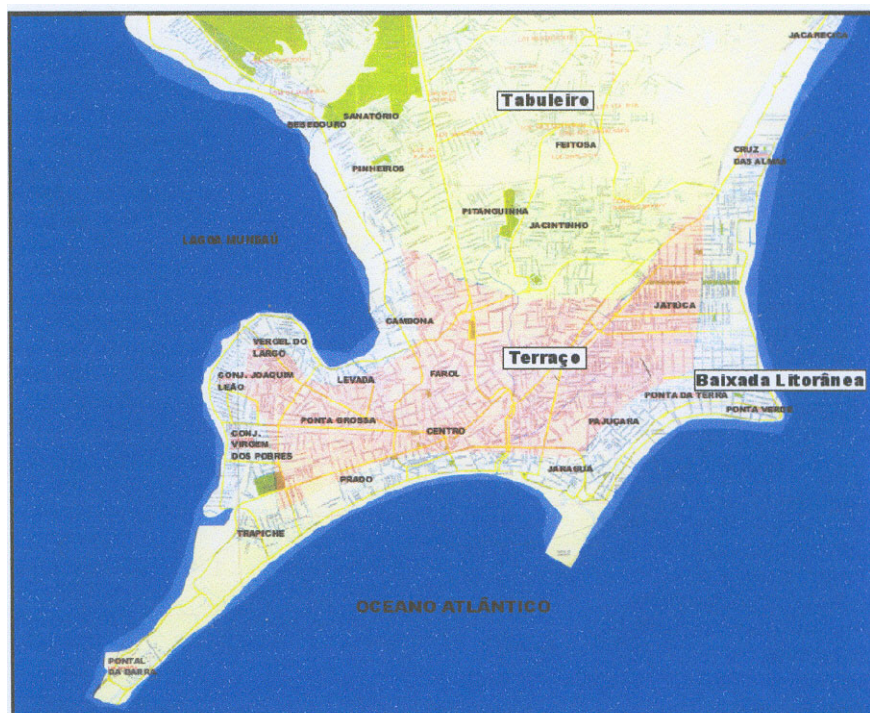 JACARECICA
Tabuleiro
SANATÓRIO
BEBEDOURO
FEITOSA
CRUZ
DAS ALMAS
PINHEIROS
PITANGUINHA
JACINTINHO
LAGOA MUNDAÚ
JATIÚCA
CAMBONA
VERGEL DO
LARGO
Terraço
CONJ. JOAQUIM
LEÃO
LEVADA
FAROL
Baixada Litorânea
PONTA DA TERRA
PONTA VERDE
PONTA GROSSA
PAJUÇARA
CENTRO
CONJ.
VIRGEM
DOS POBRES
JARAGUÁ
PRADO
TRAPICHE
OCEANO ATLÂNTICO
PONTAL
DA BARRA